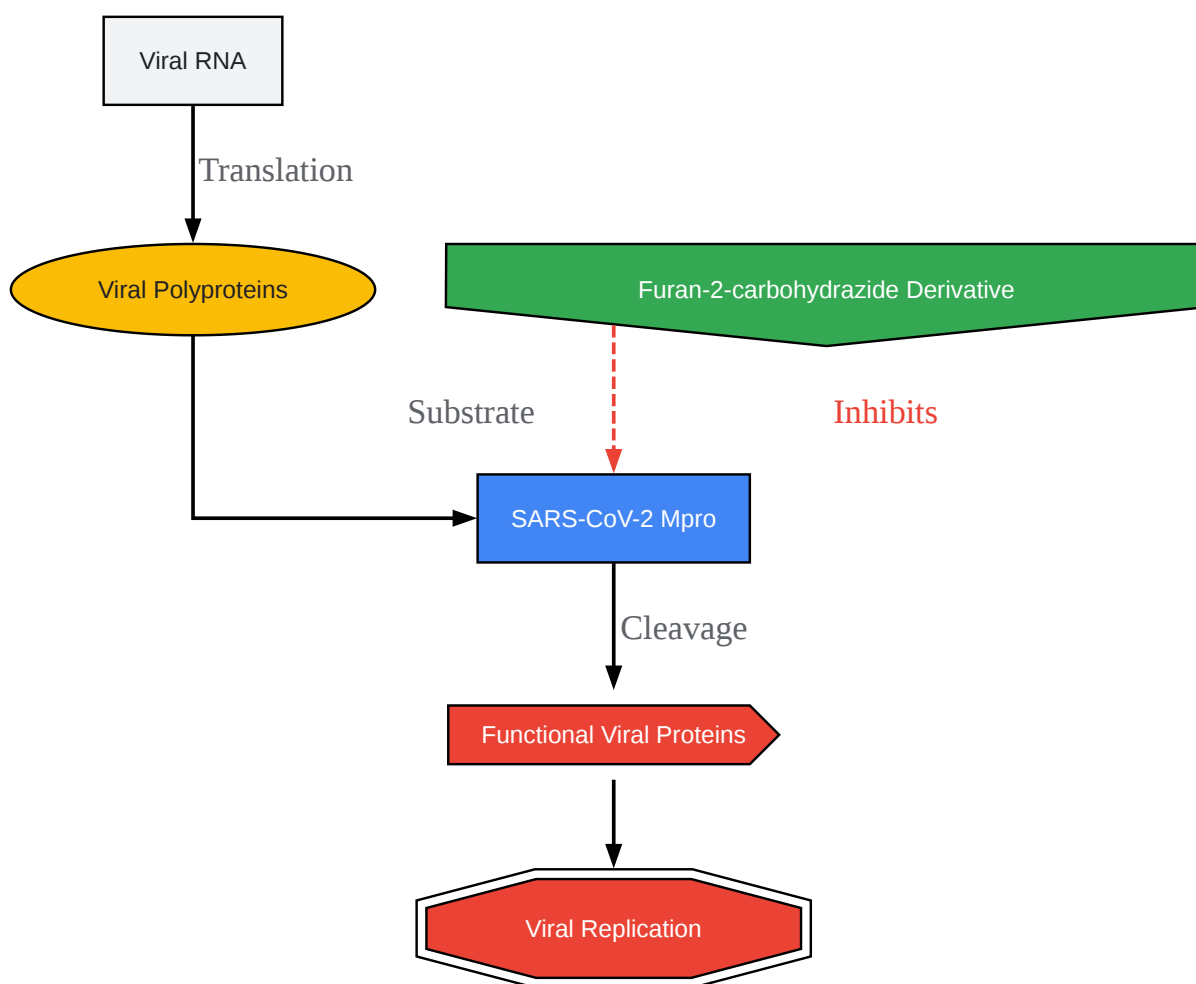 Viral RNA
Translation
Viral Polyproteins
Furan-2-carbohydrazide Derivative
Substrate
Inhibits
SARS-CoV-2 Mpro
Cleavage
Functional Viral Proteins
Viral Replication